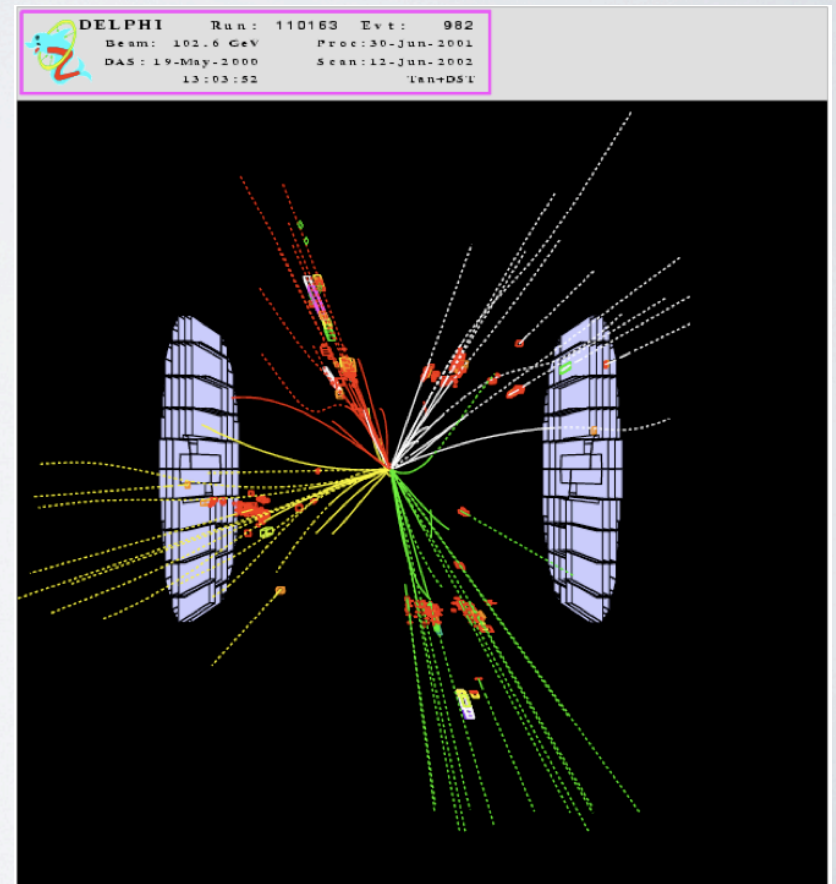 DELPHI Run: 110163 Evt: 982
Beam: 102.6 GeV Proc:30-Jun-2001
DAS: 19-May-2000 Scan:12-Jun-2002
13:03:52 Tan+DST